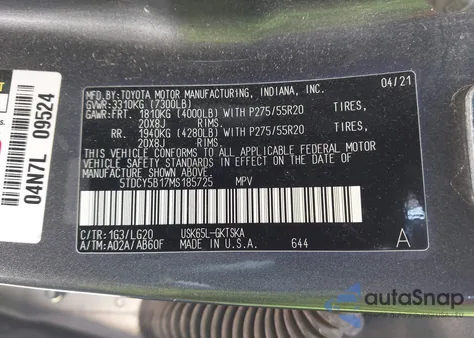 MFD.BY:TOYOTA MOTOR MANUFACTURING, INDIANA, INC. 04/21
GVWR:3310KG (7300LB)
GAWR:FRT. 1810KG (4000LB) WITH P275/55R20 TIRES,
20X8J RIMS.
RR. 1940KG (4280LB) WITH P275/55R20 TIRES,
20X8J RIMS.
THIS VEHICLE CONFORMS TO ALL APPLICABLE FEDERAL MOTOR
VEHICLE SAFETY STANDARDS IN EFFECT ON THE DATE OF
MANUFACTURE SHOWN ABOVE.
5TDCY5B17MS185725 MPV
C/TR:1G3/LG20 USK65L-GKTSKA
A/TM:A02A/AB60F MADE IN U.S.A. 644 A
04N7L 09524
autoSnap